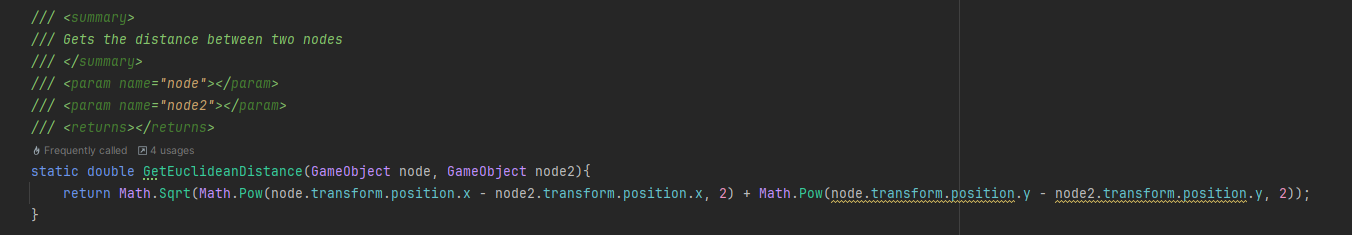 /// <summary>
/// Gets the distance between two nodes
/// </summary>
/// <param name="node"></param>
/// <param name="node2"></param>
/// <returns></returns>
Frequently called 4 usages
static double GetEuclideanDistance(GameObject node, GameObject node2){
return Math.Sqrt(Math.Pow(node.transform.position.x - node2.transform.position.x, 2) + Math.Pow(node.transform.position.y - node2.transform.position.y, 2));
}